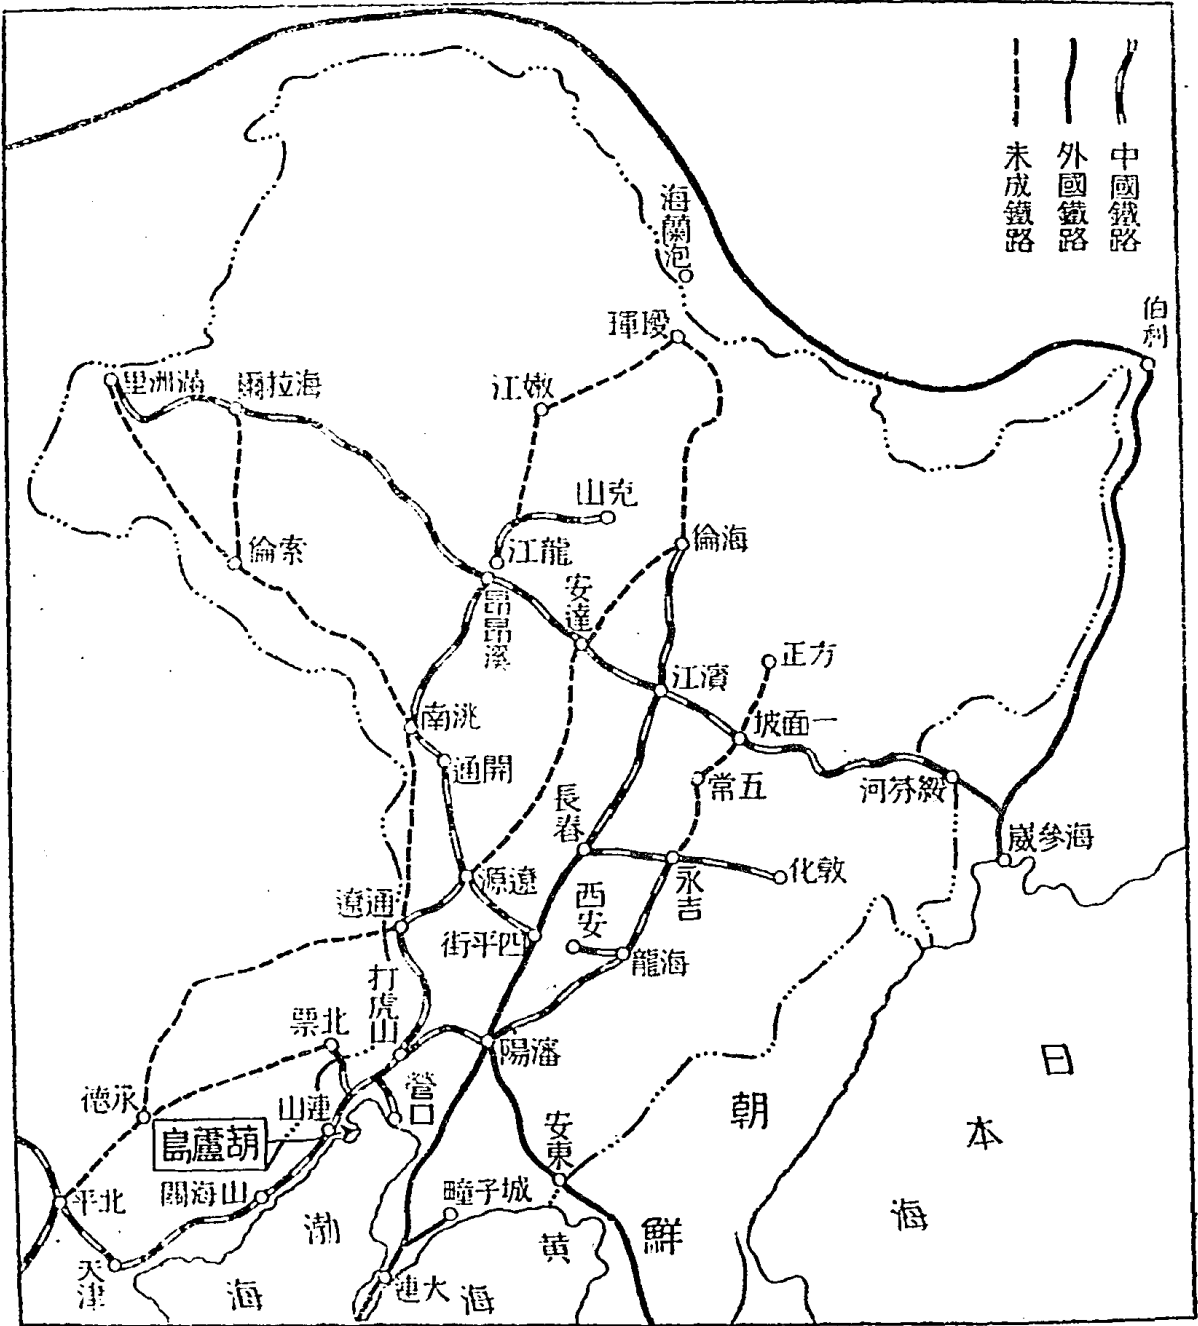 中國鐵路
外國鐵路
未成鐵路
海蘭泡
伯利
璦琿
嫩江
海拉爾
滿洲里
克山
海倫
龍江
索倫
安達
昂昂溪
方正
濱江
一面坡
洮南
開通
五常
綏芬河
長春
海參崴
敦化
永吉
遼源
西安
通遼
四平街
海龍
打虎山
北票
瀋陽
承德
營口
連山
葫蘆島
安東
朝鮮
日本海
山海關
北平
城子疃
渤海
黃海
天津
大連